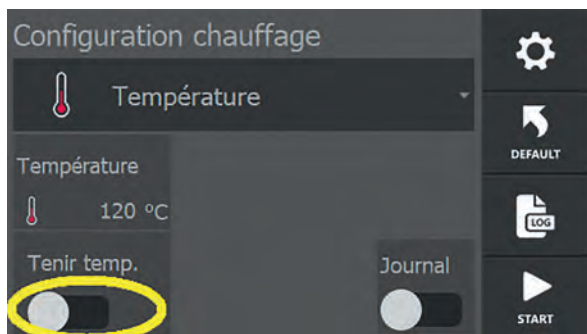 Configuration chauffage
Température
DEFAULT
Température
120 °C
LOG
Tenir temp.
Journal
START